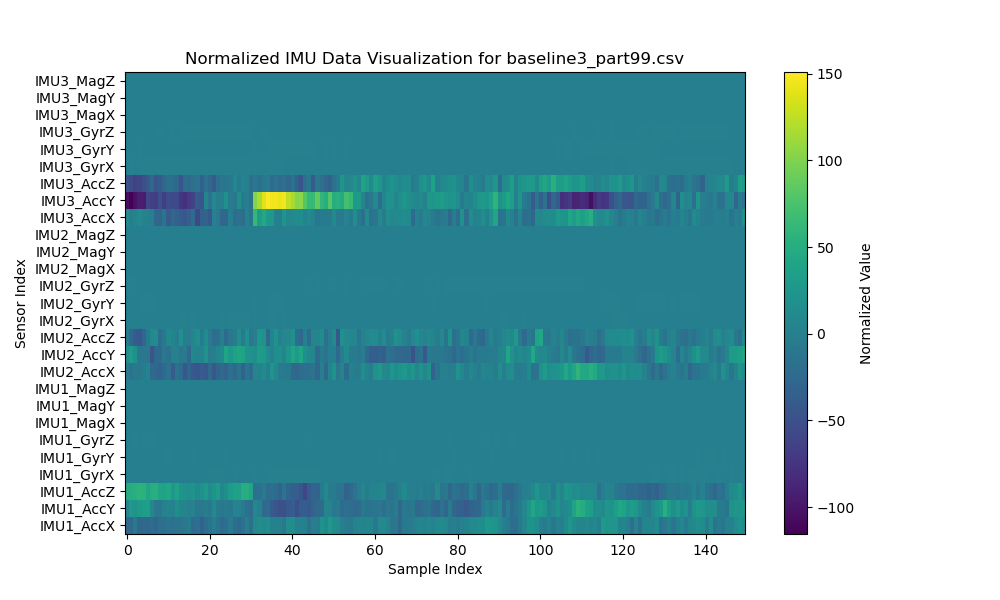 Normalized IMU Data Visualization for baseline3_part99.csv
IMU3_MagZ
IMU3_MagY
IMU3_MagX
IMU3_GyrZ
IMU3_GyrY
IMU3_GyrX
IMU3_AccZ
IMU3_AccY
IMU3_AccX
IMU2_MagZ
IMU2_MagY
IMU2_MagX
IMU2_GyrZ
IMU2_GyrY
IMU2_GyrX
IMU2_AccZ
IMU2_AccY
IMU2_AccX
IMU1_MagZ
IMU1_MagY
IMU1_MagX
IMU1_GyrZ
IMU1_GyrY
IMU1_GyrX
IMU1_AccZ
IMU1_AccY
IMU1_AccX
Sensor Index
0 20 40 60 80 100 120 140
Sample Index
150
100
50
0
−50
−100
Normalized Value